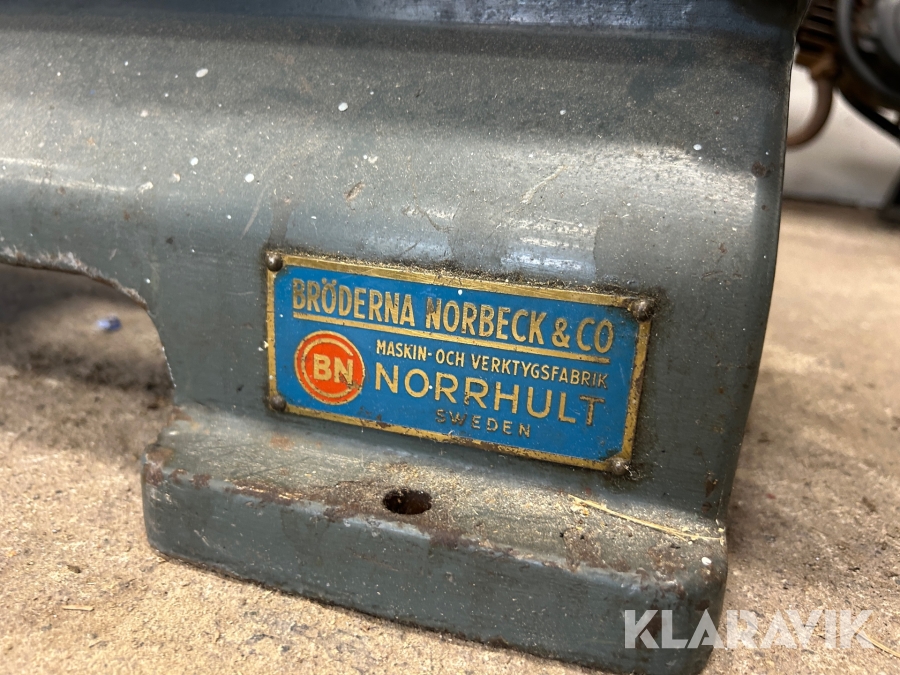 BRÖDERNA NORBECK & CO
BN
MASKIN- OCH VERKTYGSFABRIK
NORRHULT
SWEDEN
KLARAVIK